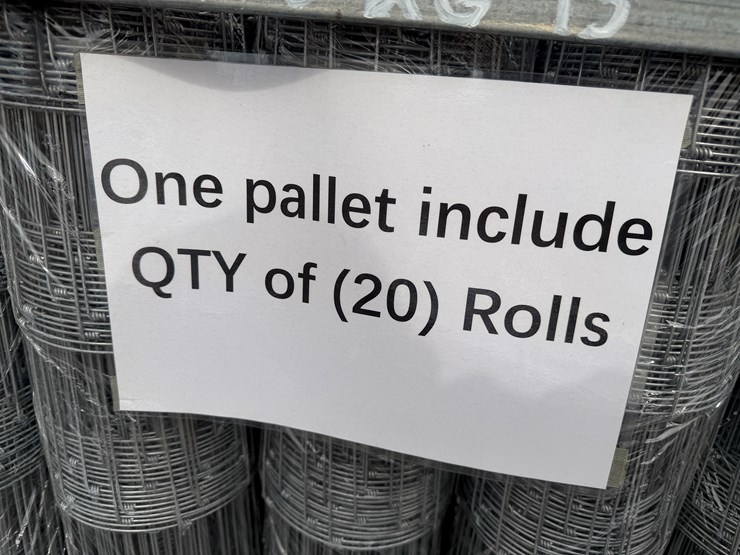 One pallet include
QTY of (20) Rolls